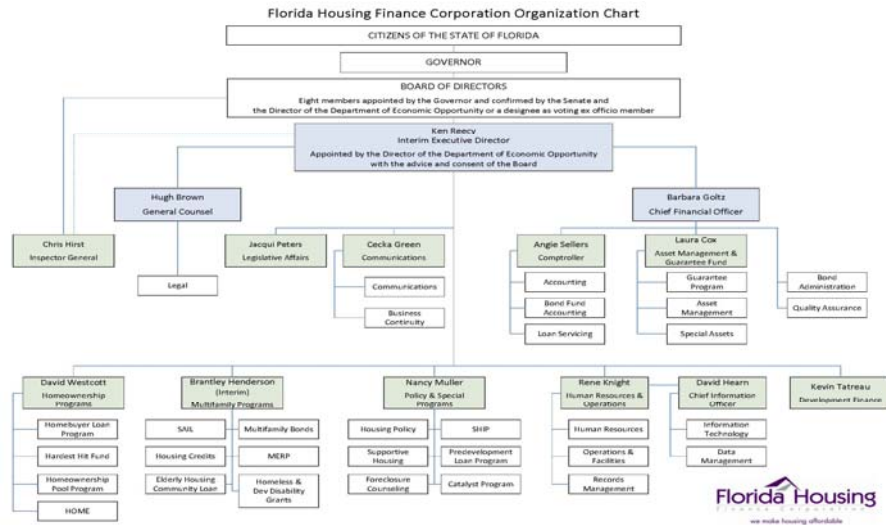 Florida Housing Finance Corporation Organization Chart
CITIZENS OF THE STATE OF FLORIDA
GOVERNOR
BOARD OF DIRECTORS
Eight members appointed by the Governor and confirmed by the Senate and
the Director of the Department of Economic Opportunity or a designee as voting ex officio member
Ken Reecy
Interim Executive Director
Appointed by the Director of the Department of Economic Opportunity
with the advice and consent of the Board
Hugh Brown
General Counsel
Barbara Goltz
Chief Financial Officer
Chris Hirst
Inspector General
Legal
Jacqui Peters
Legislative Affairs
Cecka Green
Communications
Communications
Business
Continuity
Angie Sellers
Comptroller
Accounting
Bond Fund
Accounting
Loan Servicing
Laura Cox
Asset Management &
Guarantee Fund
Guarantee
Program
Asset
Management
Special Assets
Bond
Administration
Quality Assurance
David Westcott
Homeownership
Programs
Homebuyer Loan
Program
Hardest Hit Fund
Homeownership
Pool Program
HOME
Brantley Henderson
(Interim)
Multifamily Programs
SAIL
Housing Credits
Elderly Housing
Community Loan
Multifamily Bonds
MERP
Homeless &
Dev Disability
Grants
Nancy Muller
Policy & Special
Programs
Housing Policy
Supportive
Housing
Foreclosure
Counseling
SHIP
Predevelopment
Loan Program
Catalyst Program
Rene Knight
Human Resources &
Operations
Human Resources
Operations &
Facilities
Records
Management
David Hearn
Chief Information
Officer
Information
Technology
Data
Management
Kevin Tatreau
Development Finance
Florida Housing
Finance Corporation
we make housing affordable